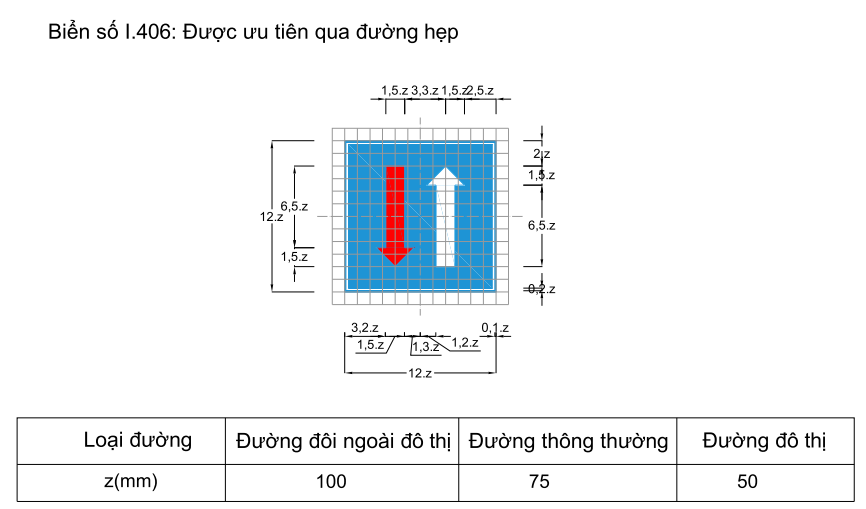 Biển số I.406: Được ưu tiên qua đường hẹp
1,5.z 3,3.z 1,5.z 2,5.z
2.z
1,5.z
6,5.z
12.z
6,5.z
1,5.z
0,2.z
3,2.z 0,1.z
1,5.z 1,3.z 1,2.z
12.z
Loại đường Đường đôi ngoài đô thị Đường thông thường Đường đô thị
z(mm) 100 75 50